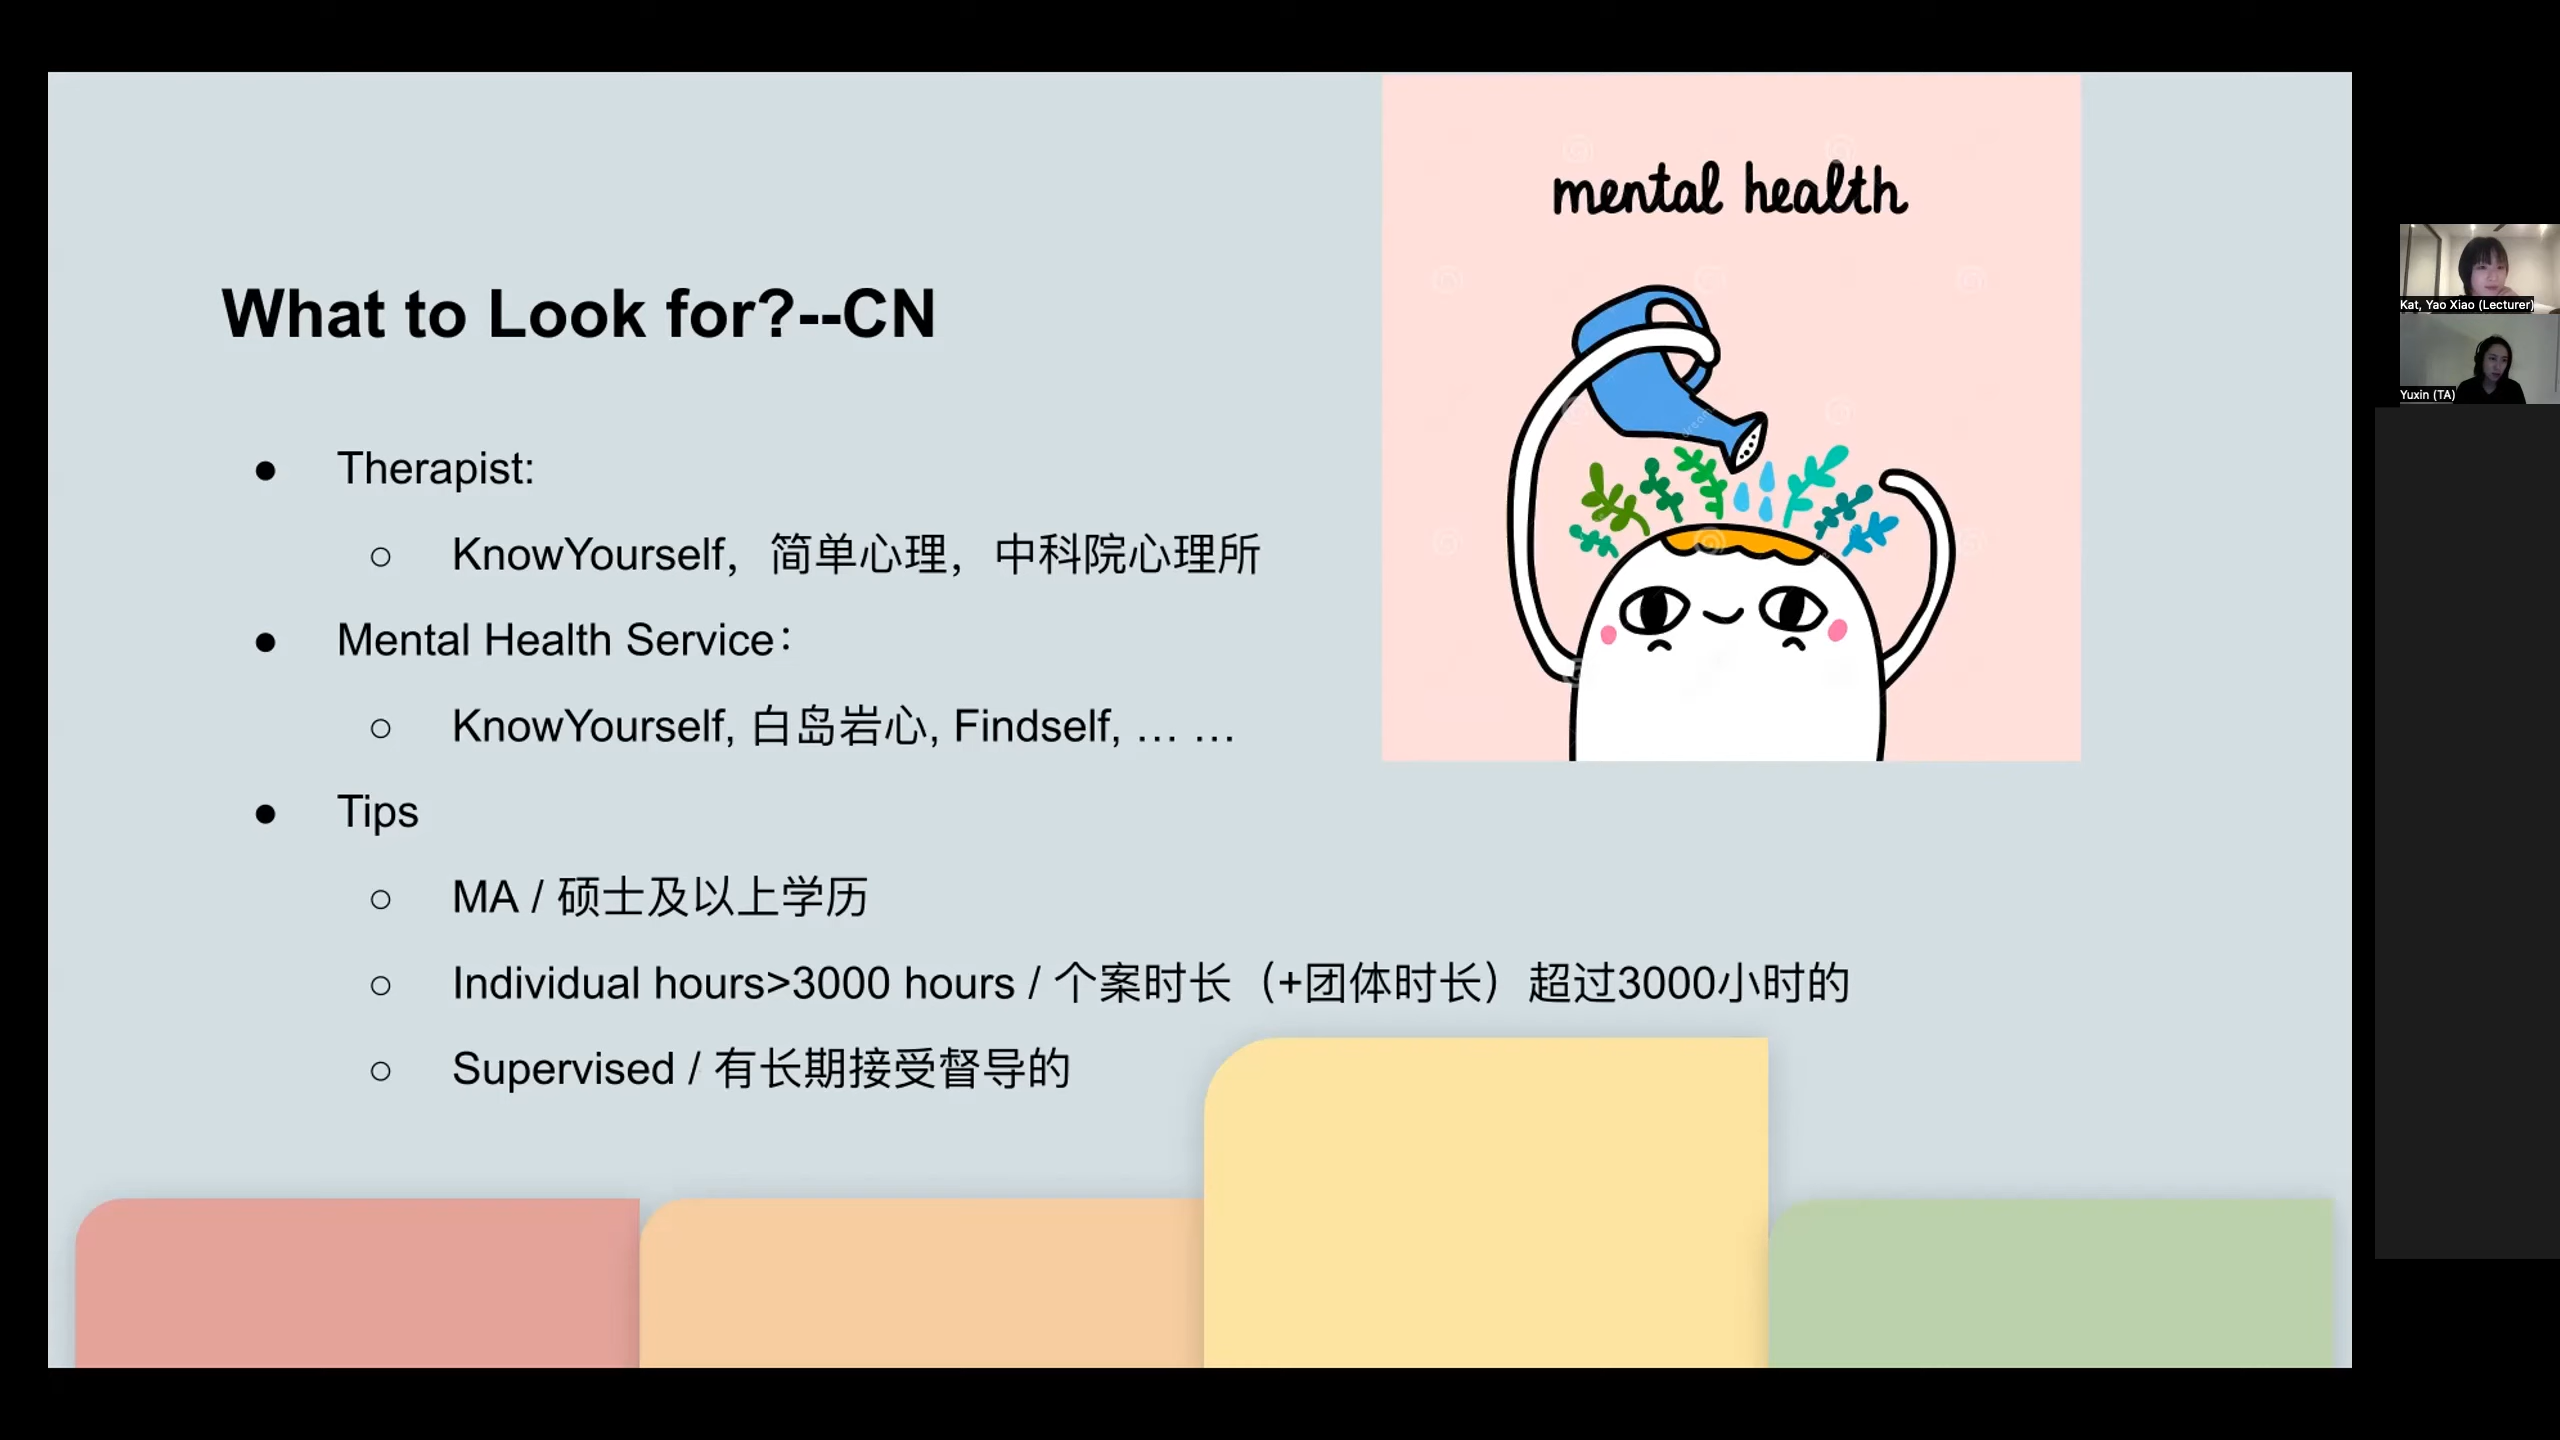 mental health
What to Look for?--CN
● Therapist:
○ KnowYourself，简单心理，中科院心理所
● Mental Health Service：
○ KnowYourself, 白岛岩心, Findself, … …
● Tips
○ MA / 硕士及以上学历
○ Individual hours>3000 hours / 个案时长（+团体时长）超过3000小时的
○ Supervised / 有长期接受督导的
Kat, Yao Xiao (Lecturer)
Yuxin (TA)